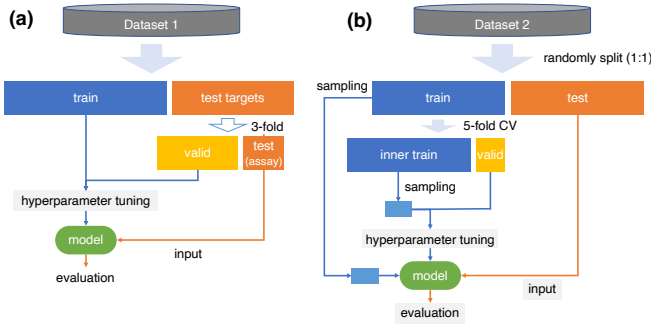 (a)
Dataset 1
train
test targets
3-fold
valid
test
(assay)
hyperparameter tuning
model
input
evaluation
(b)
Dataset 2
randomly split (1:1)
sampling
train
test
5-fold CV
inner train
valid
sampling
hyperparameter tuning
model
input
evaluation